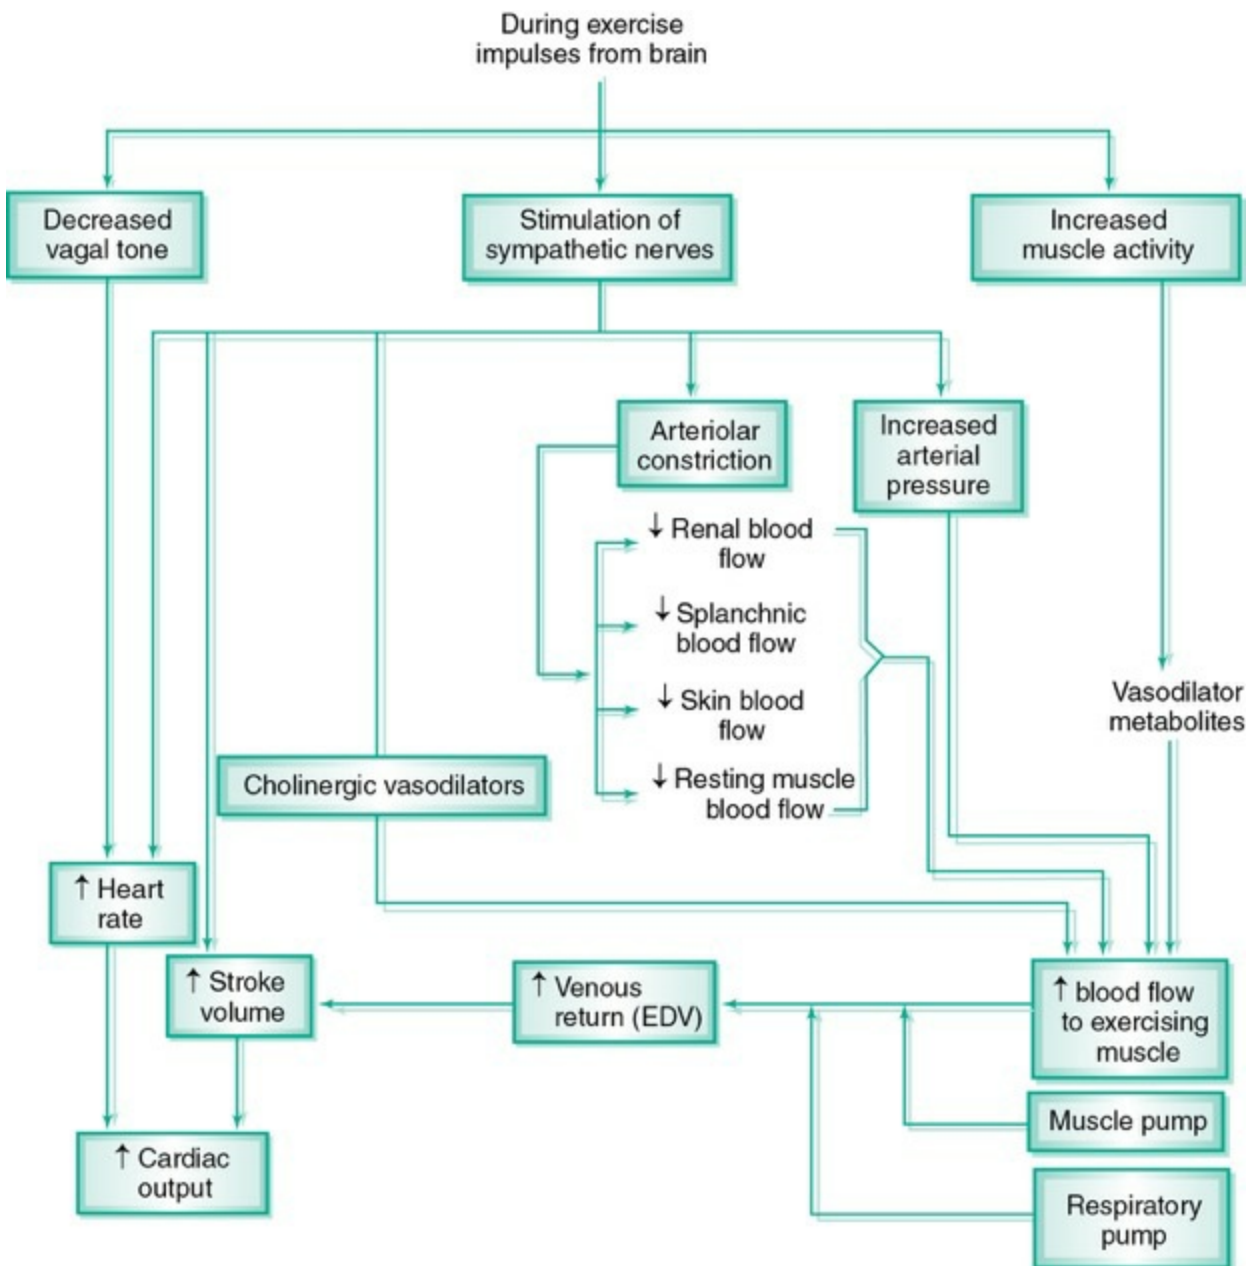 During exercise
impulses from brain
Decreased
vagal tone
Stimulation of
sympathetic nerves
Increased
muscle activity
Arteriolar
constriction
Increased
arterial
pressure
↓ Renal blood
flow
↓ Splanchnic
blood flow
↓ Skin blood
flow
↓ Resting muscle
blood flow
Vasodilator
metabolites
Cholinergic vasodilators
↑ Heart
rate
↑ Stroke
volume
↑ Venous
return (EDV)
↑ blood flow
to exercising
muscle
Muscle pump
↑ Cardiac
output
Respiratory
pump